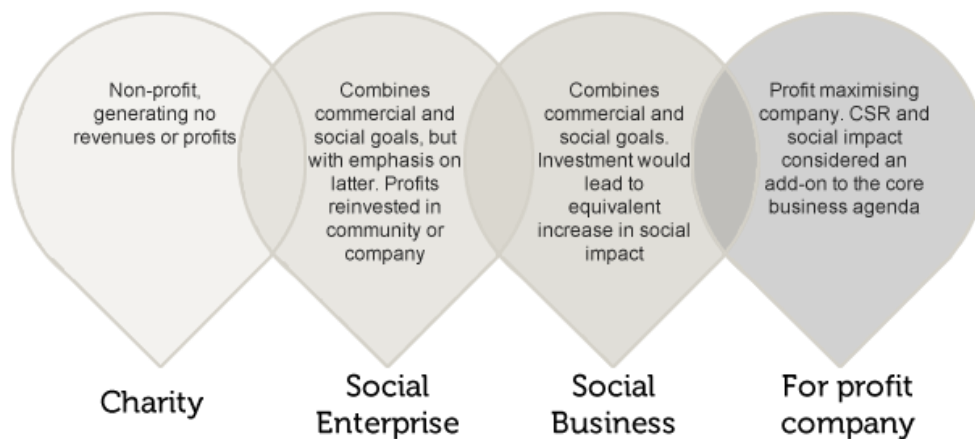 Non-profit,
generating no
revenues or profits
Combines
commercial and
social goals, but
with emphasis on
latter. Profits
reinvested in
community or
company
Combines
commercial and
social goals.
Investment would
lead to
equivalent
increase in social
impact
Profit maximising
company. CSR and
social impact
considered an
add-on to the core
business agenda
Charity
Social
Enterprise
Social
Business
For profit
company